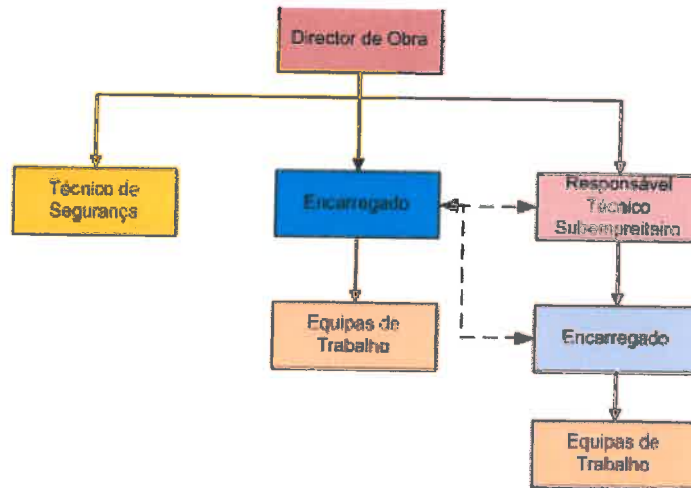 Director de Obra
Técnico de
Segurança
Encarregado
Responsável
Técnico
Subempreiteiro
Equipas de
Trabalho
Encarregado
Equipas de
Trabalho